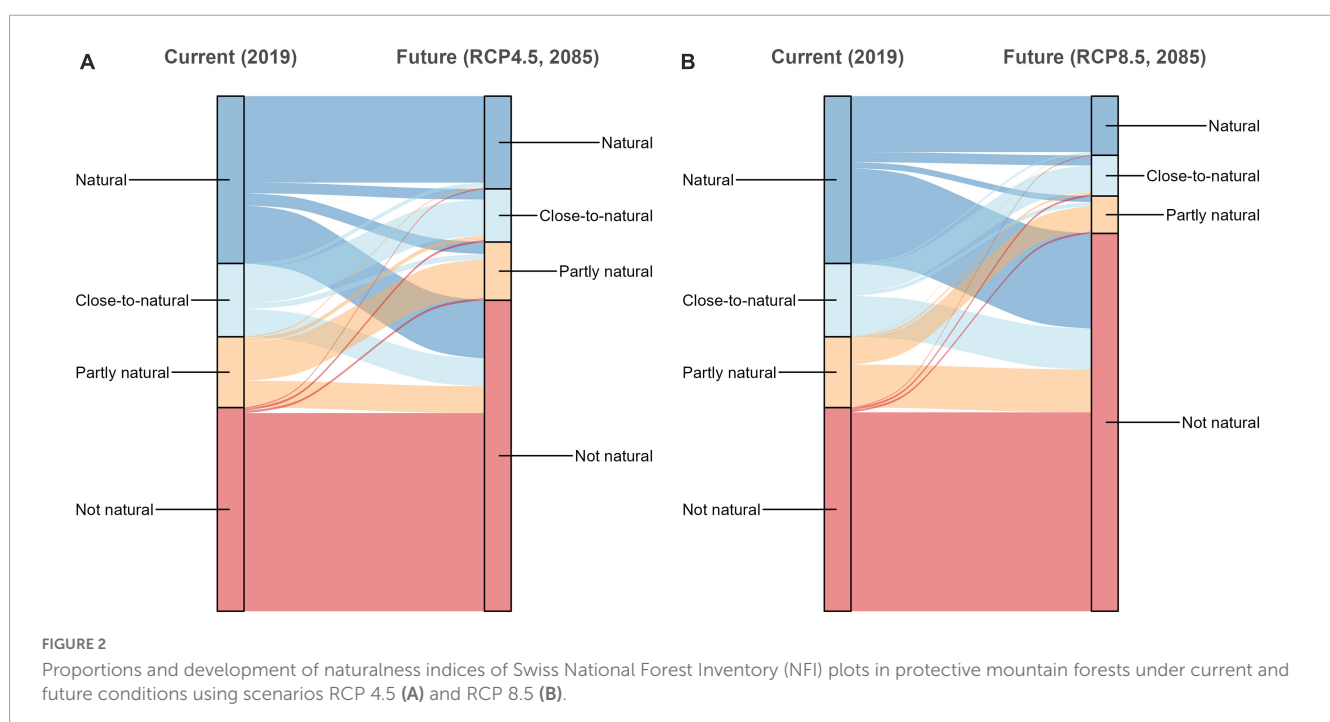 A
Current (2019)
Future (RCP4.5, 2085)
Natural
Close-to-natural
Partly natural
Not natural
Natural
Close-to-natural
Partly natural
Not natural
B
Current (2019)
Future (RCP8.5, 2085)
Natural
Close-to-natural
Partly natural
Not natural
Natural
Close-to-natural
Partly natural
Not natural
FIGURE 2
Proportions and development of naturalness indices of Swiss National Forest Inventory (NFI) plots in protective mountain forests under current and
future conditions using scenarios RCP 4.5 (A) and RCP 8.5 (B).